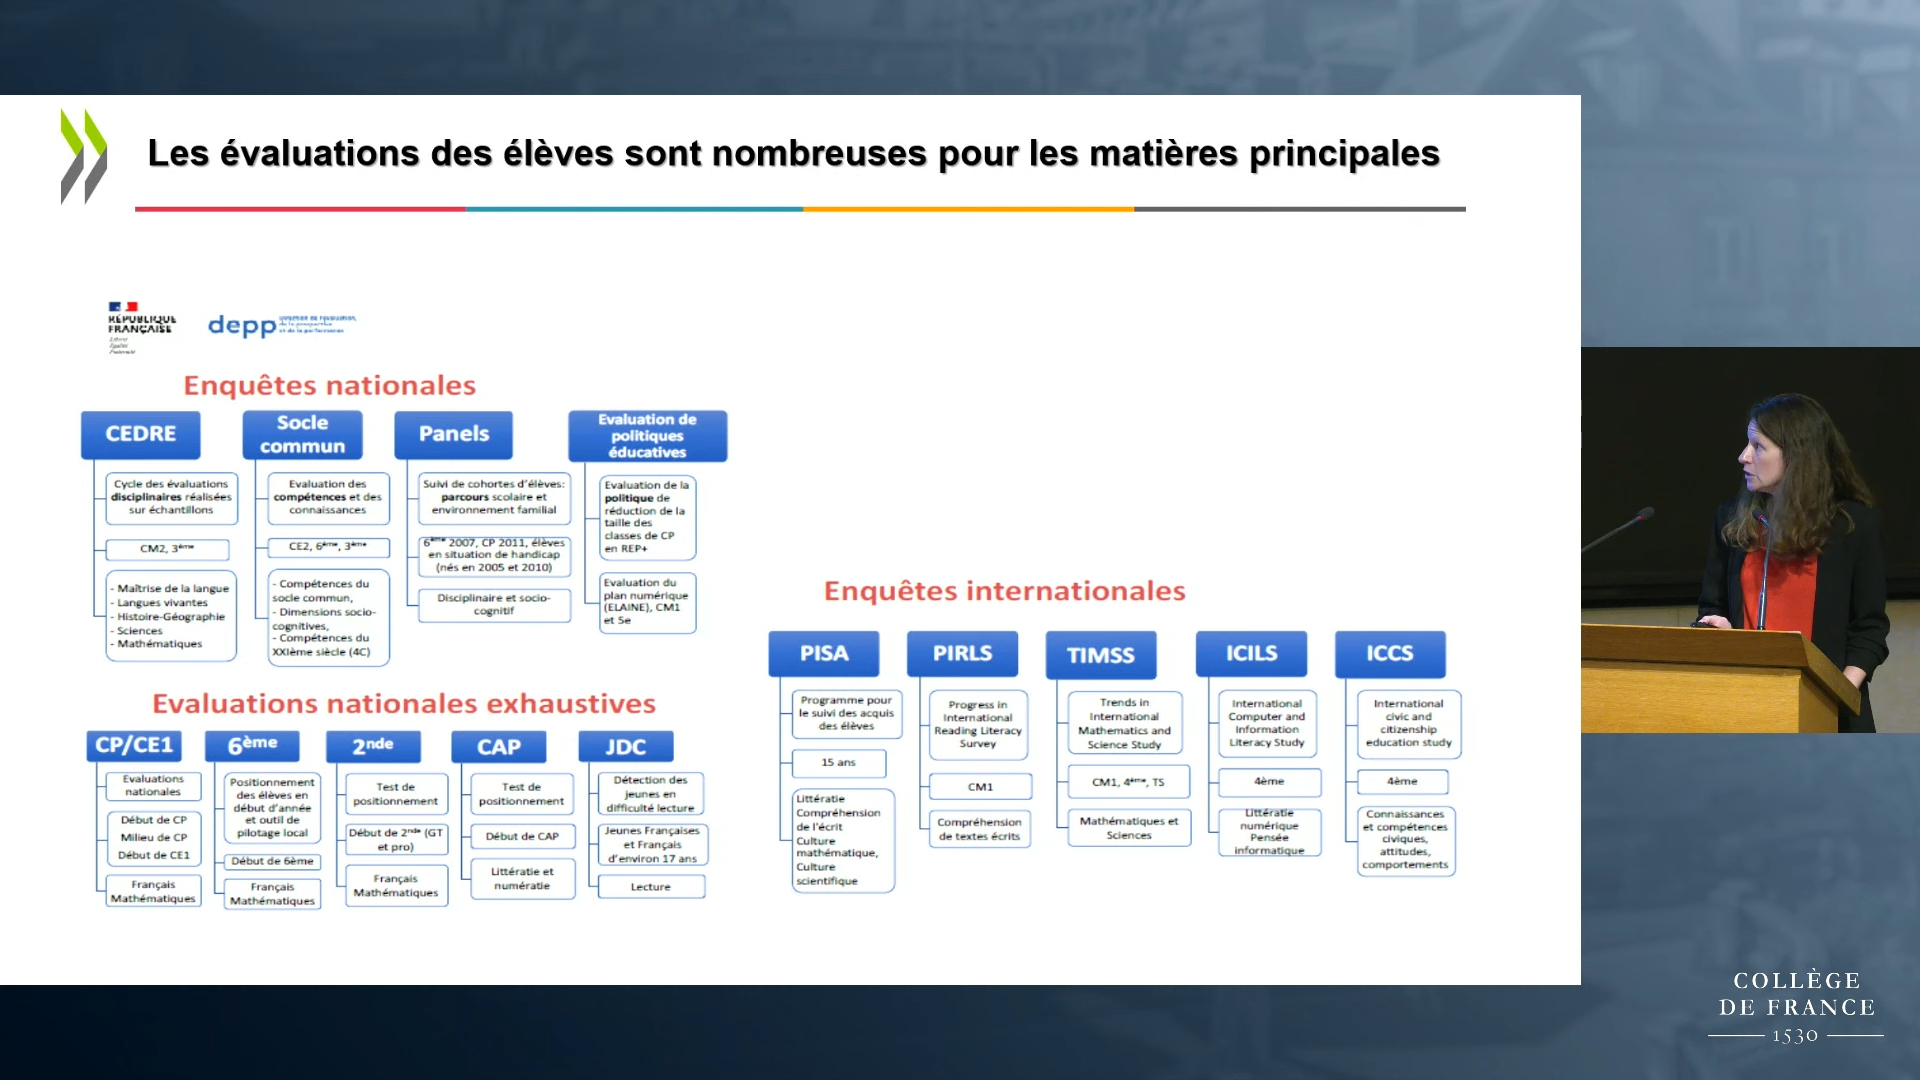 Les évaluations des élèves sont nombreuses pour les matières principales
RÉPUBLIQUE
FRANÇAISE
Liberté
Égalité
Fraternité
depp
Direction de l'évaluation,
de la prospective
et de la performance
Enquêtes nationales
CEDRE
Cycle des évaluations
disciplinaires réalisées
sur échantillons
CM2, 3ème
- Maîtrise de la langue
- Langues vivantes
- Histoire-Géographie
- Sciences
- Mathématiques
Socle
commun
Evaluation des
compétences et des
connaissances
CE2, 6ème, 3ème
- Compétences du
socle commun,
- Dimensions socio-
cognitives,
- Compétences du
XXIème siècle (4C)
Panels
Suivi de cohortes d'élèves:
parcours scolaire et
environnement familial
6ème 2007, CP 2011, élèves
en situation de handicap
(nés en 2005 et 2010)
Disciplinaire et socio-
cognitif
Evaluation de
politiques
éducatives
Evaluation de la
politique de
réduction de la
taille des
classes de CP
en REP+
Evaluation du
plan numérique
(ELAINE), CM1
et 5e
Evaluations nationales exhaustives
CP/CE1
Evaluations
nationales
Début de CP
Milieu de CP
Début de CE1
Français
Mathématiques
6ème
Positionnement
des élèves en
début d'année
et outil de
pilotage local
Début de 6ème
Français
Mathématiques
2nde
Test de
positionnement
Début de 2nde (GT
et pro)
Français
Mathématiques
CAP
Test de
positionnement
Début de CAP
Littératie et
numératie
JDC
Détection des
jeunes en
difficulté lecture
Jeunes Françaises
et Français
d'environ 17 ans
Lecture
Enquêtes internationales
PISA
Programme pour
le suivi des acquis
des élèves
15 ans
Littératie
Compréhension
de l'écrit
Culture
mathématique,
Culture
scientifique
PIRLS
Progress in
International
Reading Literacy
Survey
CM1
Compréhension
de textes écrits
TIMSS
Trends in
International
Mathematics and
Science Study
CM1, 4ème, TS
Mathématiques et
Sciences
ICILS
International
Computer and
Information
Literacy Study
4ème
Littératie
numérique
Pensée
informatique
ICCS
International
civic and
citizenship
education study
4ème
Connaissances
et compétences
civiques,
attitudes,
comportements
COLLÈGE
DE FRANCE
1530